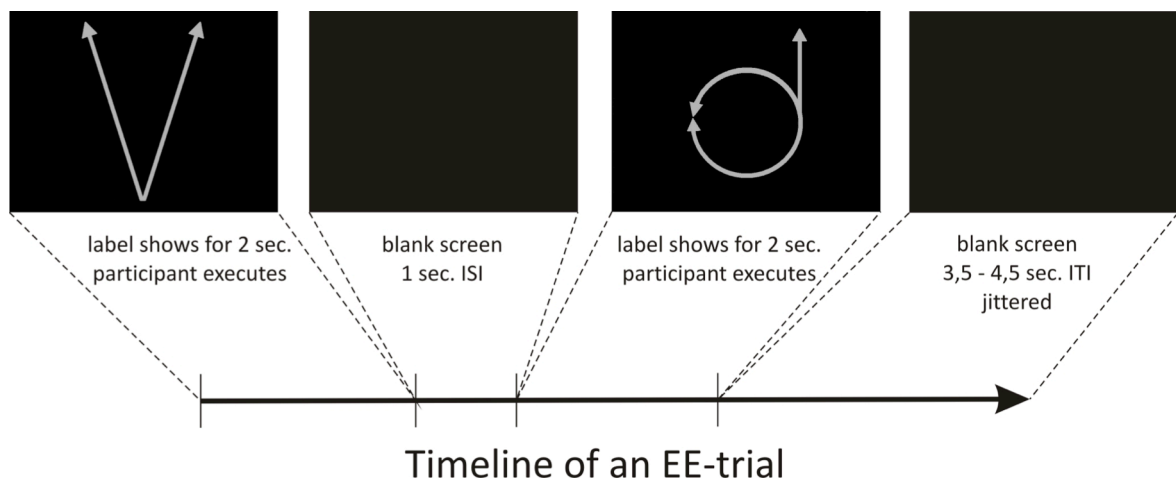 label shows for 2 sec.
participant executes
blank screen
1 sec. ISI
label shows for 2 sec.
participant executes
blank screen
3,5 - 4,5 sec. ITI
jittered
Timeline of an EE-trial